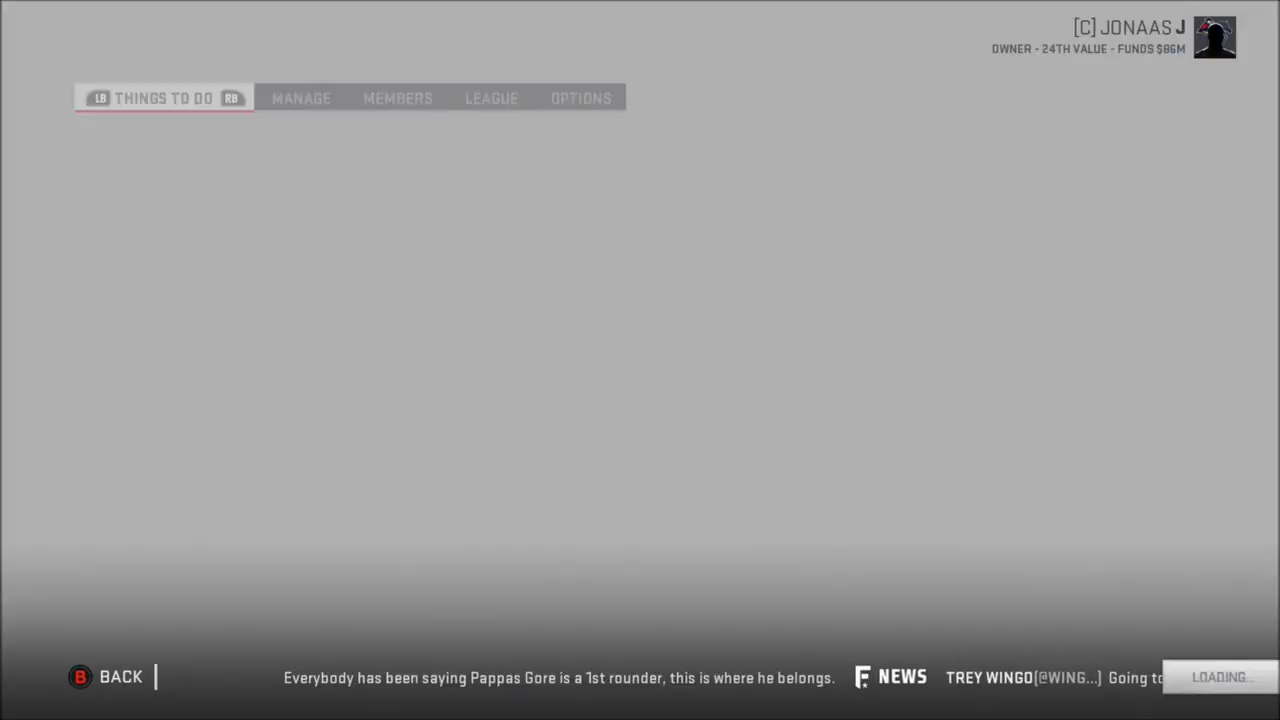 [C] JONAAS J
OWNER - 24TH VALUE - FUNDS $86M
LB THINGS TO DO RB MANAGE MEMBERS LEAGUE OPTIONS
B BACK Everybody has been saying Pappas Gore is a 1st rounder, this is where he belongs. F NEWS TREY WINGO[@WING...] Going to LOADING...